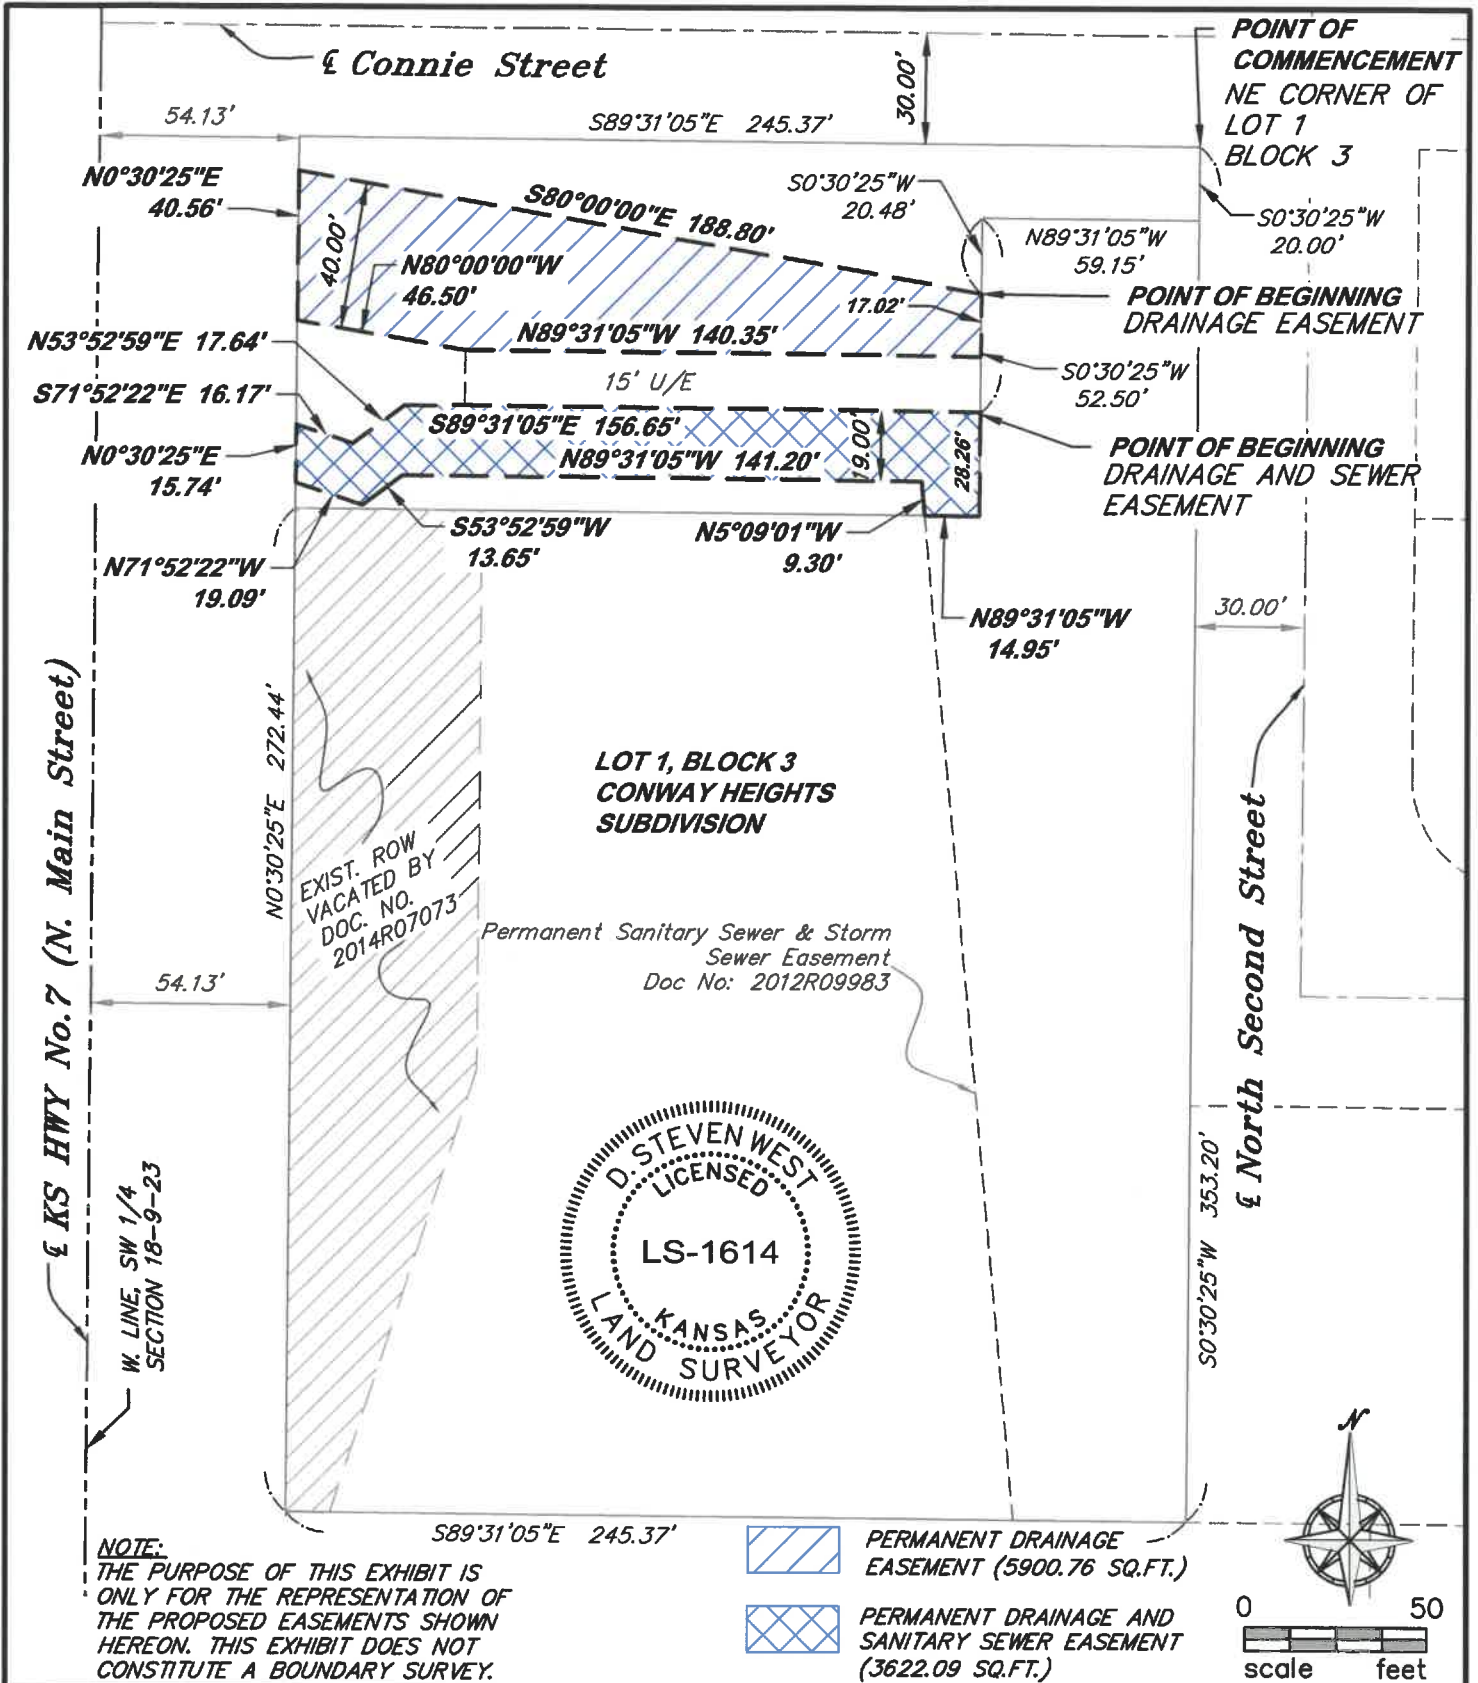 ℄ Connie Street
POINT OF
COMMENCEMENT
NE CORNER OF
LOT 1
BLOCK 3
54.13'
S89°31'05"E 245.37'
30.00'
N0°30'25"E
40.56'
S80°00'00"E 188.80'
S0°30'25"W
20.48'
N89°31'05"W
59.15'
S0°30'25"W
20.00'
40.00'
N80°00'00"W
46.50'
17.02'
POINT OF BEGINNING
DRAINAGE EASEMENT
N53°52'59"E 17.64'
N89°31'05"W 140.35'
S71°52'22"E 16.17'
15' U/E
S0°30'25"W
52.50'
S89°31'05"E 156.65'
19.00'
28.26'
N0°30'25"E
15.74'
N89°31'05"W 141.20'
POINT OF BEGINNING
DRAINAGE AND SEWER
EASEMENT
S53°52'59"W
13.65'
N5°09'01"W
9.30'
N71°52'22"W
19.09'
N89°31'05"W
14.95'
30.00'
℄ KS HWY No.7 (N. Main Street)
N0°30'25"E 272.44'
LOT 1, BLOCK 3
CONWAY HEIGHTS
SUBDIVISION
EXIST. ROW
VACATED BY
DOC. NO.
2014R07073
Permanent Sanitary Sewer & Storm
Sewer Easement
Doc No: 2012R09983
54.13'
℄ North Second Street
W. LINE, SW 1/4
SECTION 18-9-23
D. STEVEN WEST
LICENSED
LS-1614
KANSAS
LAND SURVEYOR
S0°30'25"W 353.20'
N
S89°31'05"E 245.37'
NOTE:
THE PURPOSE OF THIS EXHIBIT IS
ONLY FOR THE REPRESENTATION OF
THE PROPOSED EASEMENTS SHOWN
HEREON. THIS EXHIBIT DOES NOT
CONSTITUTE A BOUNDARY SURVEY.
PERMANENT DRAINAGE
EASEMENT (5900.76 SQ.FT.)
PERMANENT DRAINAGE AND
SANITARY SEWER EASEMENT
(3622.09 SQ.FT.)
0 50
scale feet